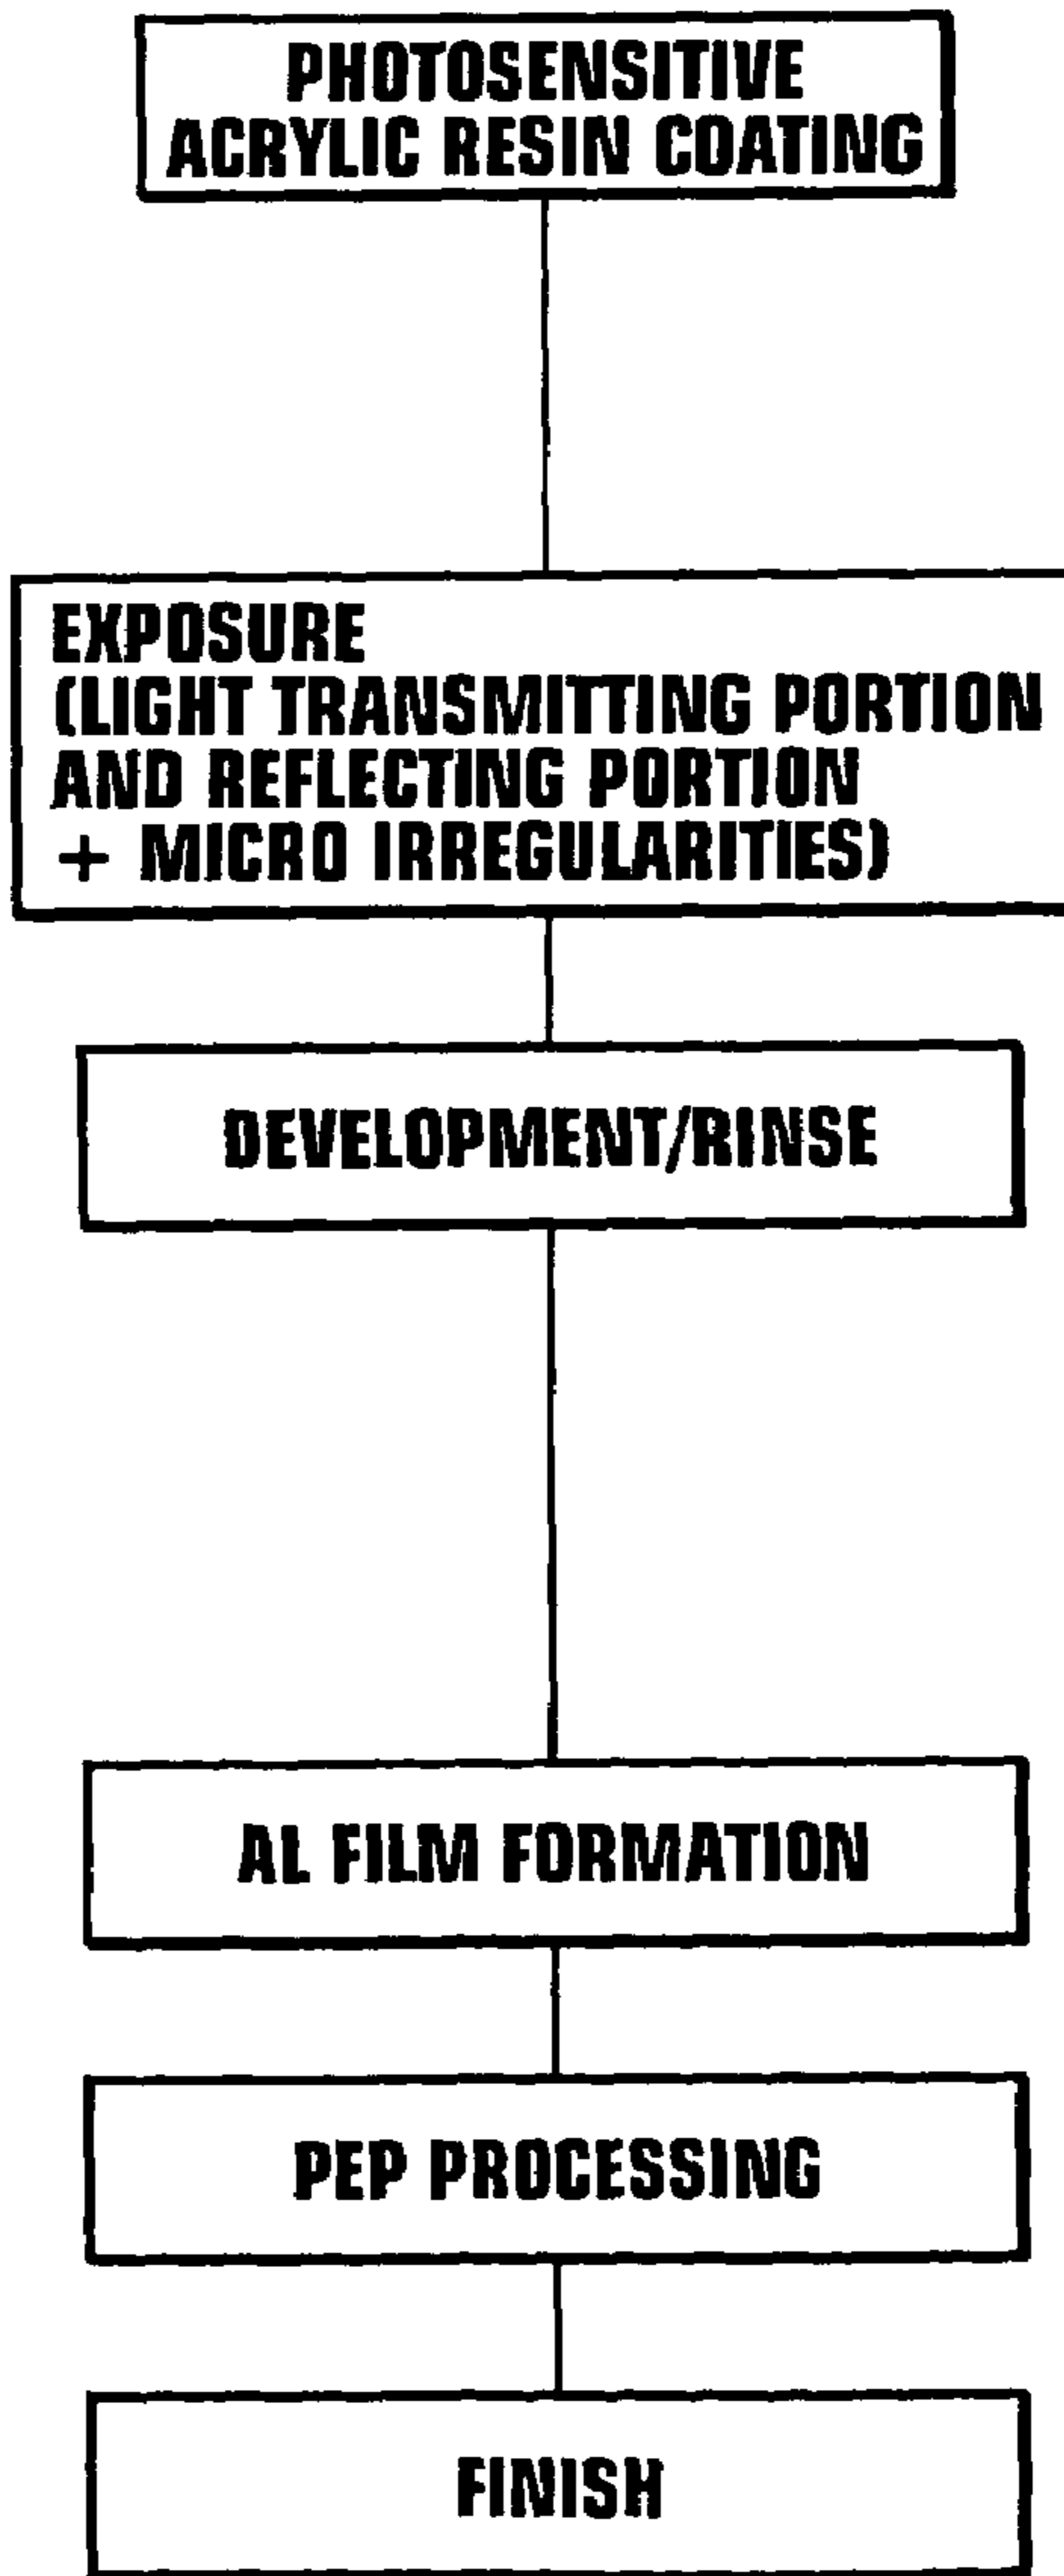 PHOTOSENSITIVE
ACRYLIC RESIN COATING
EXPOSURE
(LIGHT TRANSMITTING PORTION
AND REFLECTING PORTION
+ MICRO IRREGULARITIES)
DEVELOPMENT/RINSE
AL FILM FORMATION
PEP PROCESSING
FINISH